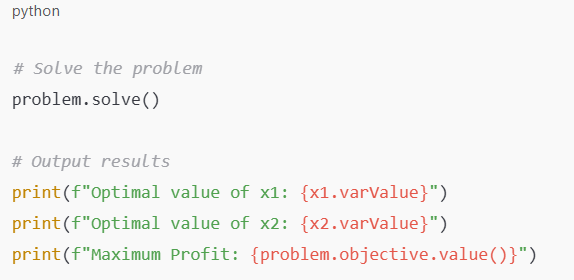 python
# Solve the problem
problem.solve()
# Output results
print(f"Optimal value of x1: {x1.varValue}")
print(f"Optimal value of x2: {x2.varValue}")
print(f"Maximum Profit: {problem.objective.value()}")